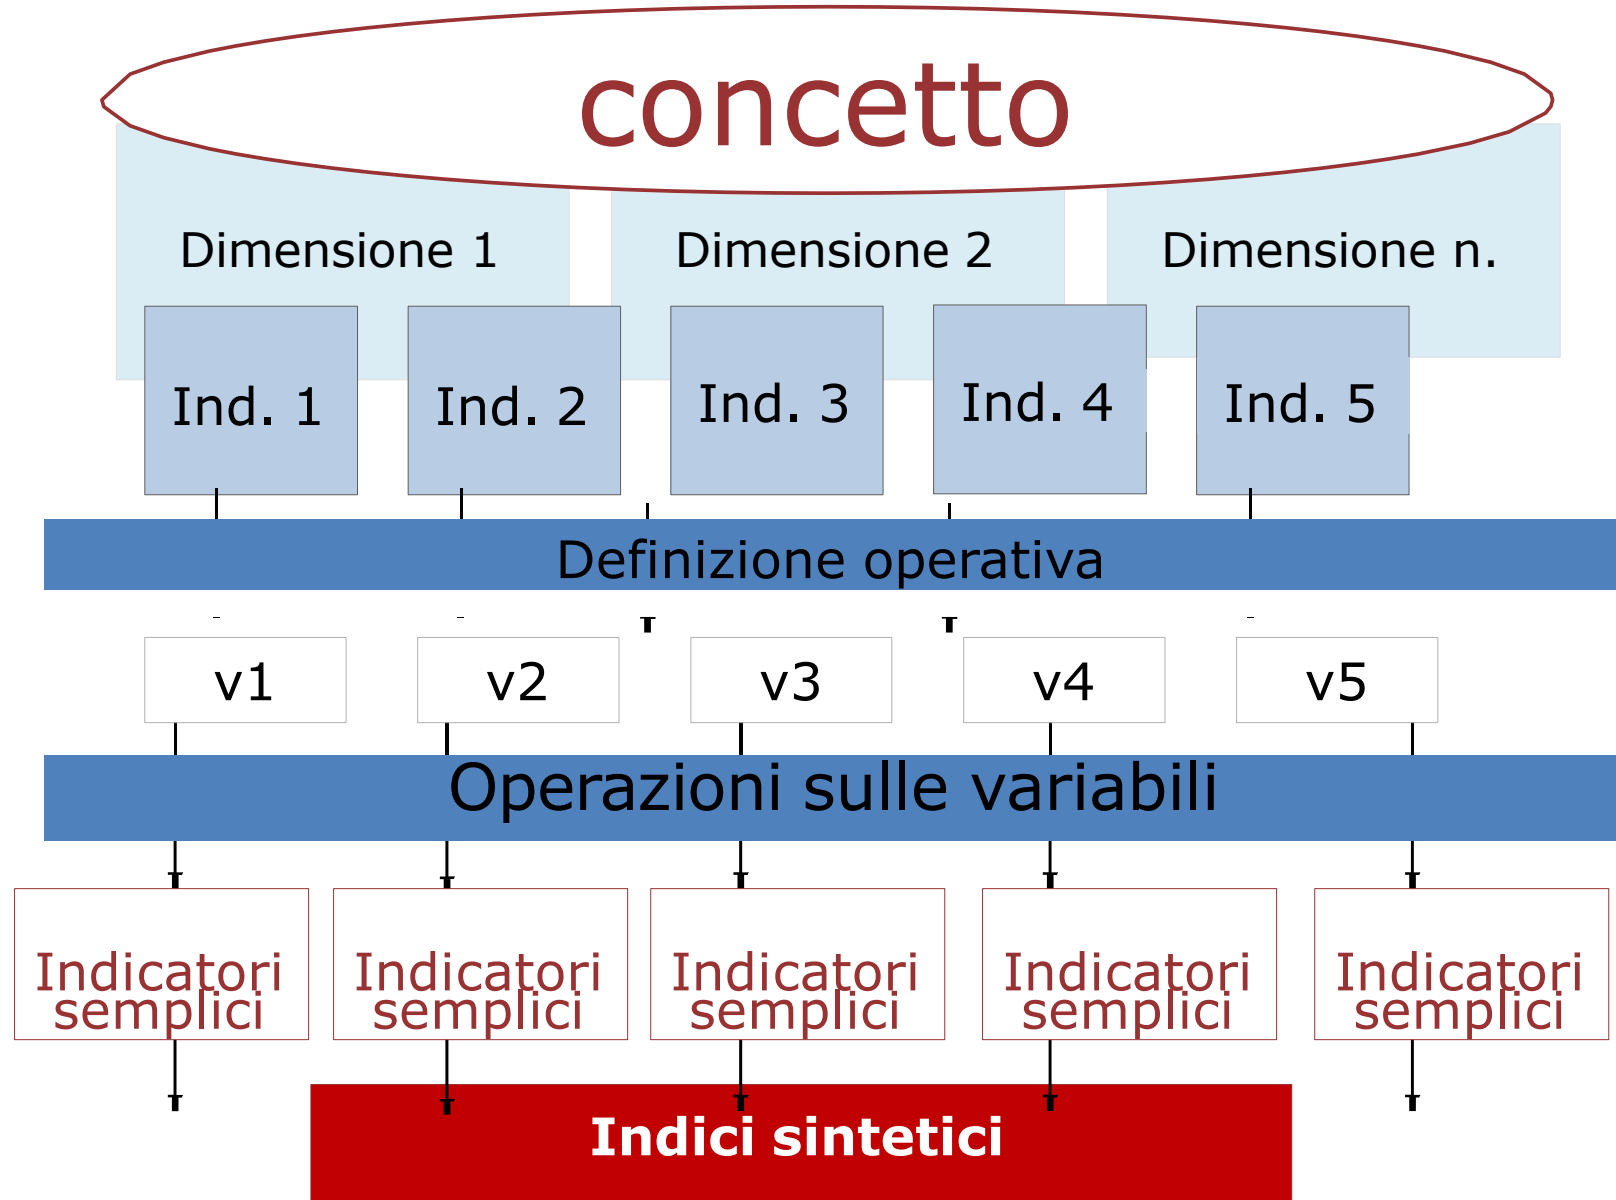 concetto
Dimensione 1 Dimensione 2 Dimensione n.
Ind. 1 Ind. 2 Ind. 3 Ind. 4 Ind. 5
Definizione operativa
v1 v2 v3 v4 v5
Operazioni sulle variabili
Indicatori semplici
Indicatori semplici
Indicatori semplici
Indicatori semplici
Indicatori semplici
Indici sintetici